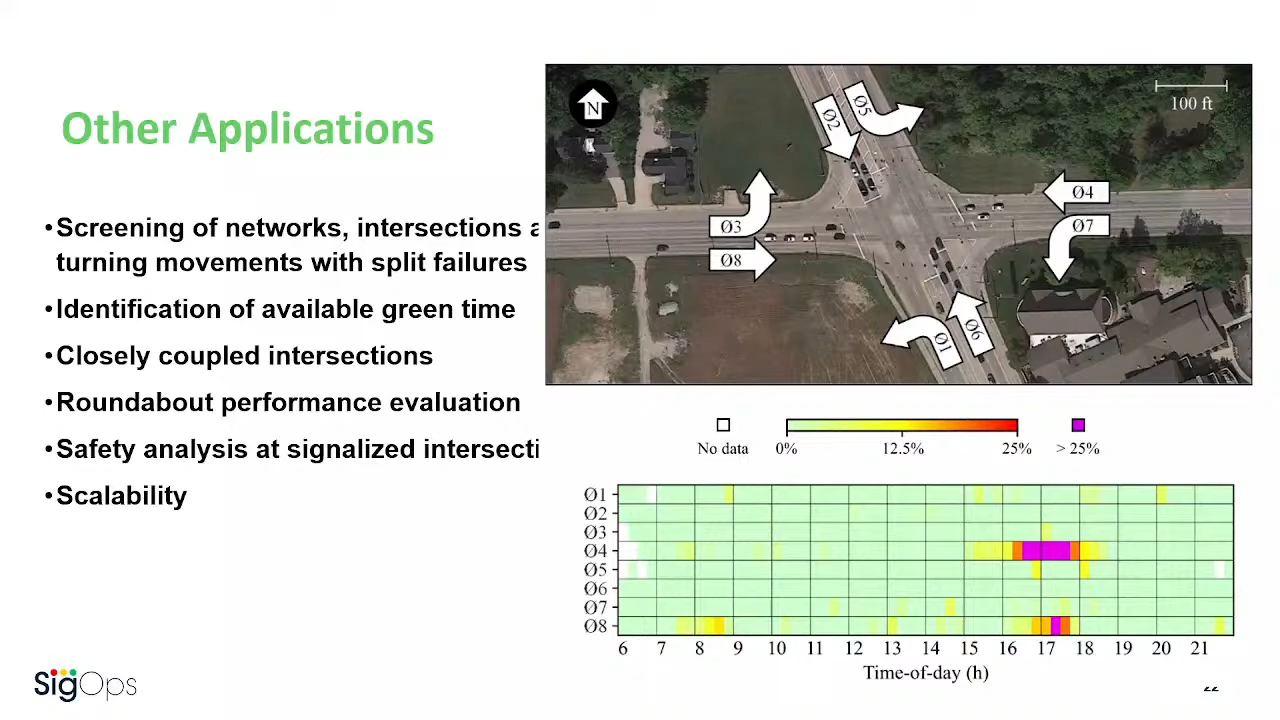 Other Applications
•Screening of networks, intersections a
turning movements with split failures
•Identification of available green time
•Closely coupled intersections
•Roundabout performance evaluation
•Safety analysis at signalized intersecti
•Scalability
N
100 ft
Ø2
Ø5
Ø4
Ø3
Ø7
Ø8
Ø1
Ø6
No data 0% 12.5% 25% > 25%
Ø1
Ø2
Ø3
Ø4
Ø5
Ø6
Ø7
Ø8
6 7 8 9 10 11 12 13 14 15 16 17 18 19 20 21
Time-of-day (h)
SigOps
22